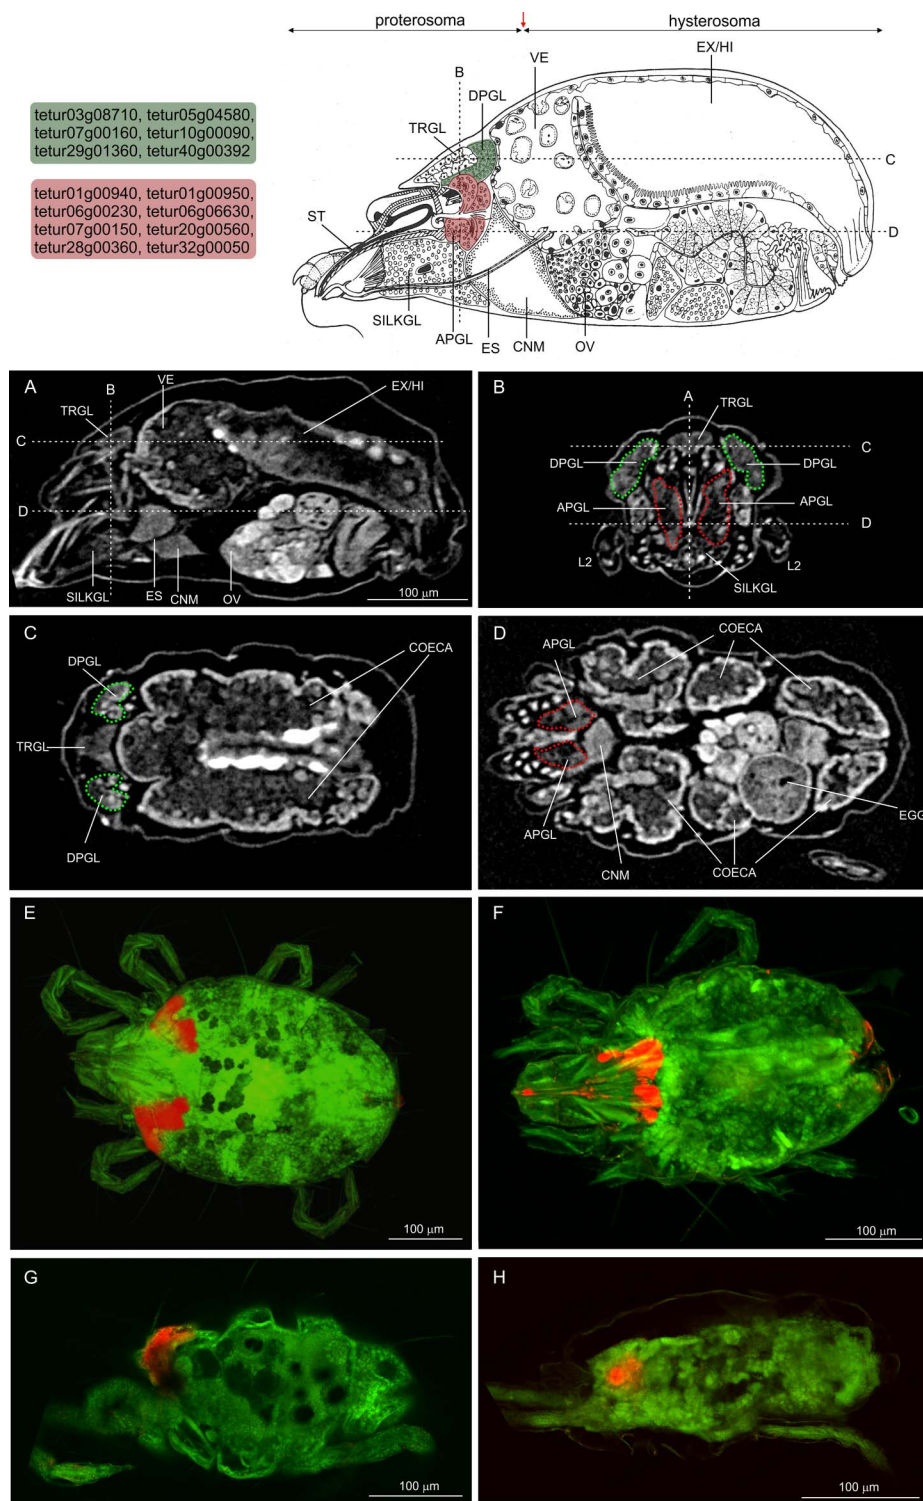 proterosoma
hysterosoma
B
VE
EX/HI
DPGL
TRGL
C
D
ST
SILKGL
APGL
ES
CNM
OV
tetur03g08710, tetur05g04580,
tetur07g00160, tetur10g00090,
tetur29g01360, tetur40g00392
tetur01g00940, tetur01g00950,
tetur06g00230, tetur06g06630,
tetur07g00150, tetur20g00560,
tetur28g00360, tetur32g00050
A
B
VE
TRGL
EX/HI
C
D
SILKGL
ES
CNM
OV
100 µm
B
A
TRGL
C
DPGL
DPGL
APGL
APGL
D
L2
L2
SILKGL
C
DPGL
COECA
TRGL
DPGL
D
COECA
APGL
APGL
EGG
CNM
COECA
E
100 µm
F
100 µm
G
100 µm
H
100 µm